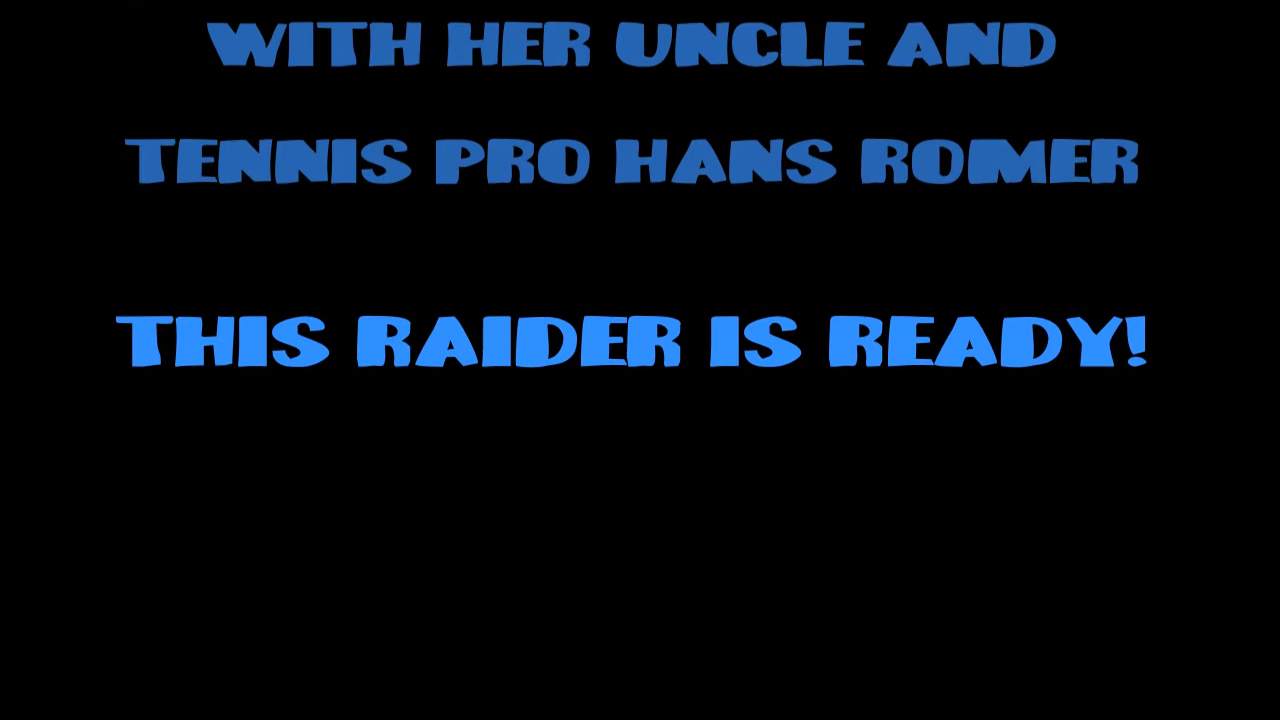 WITH HER UNCLE AND
TENNIS PRO HANS ROMER
THIS RAIDER IS READY!